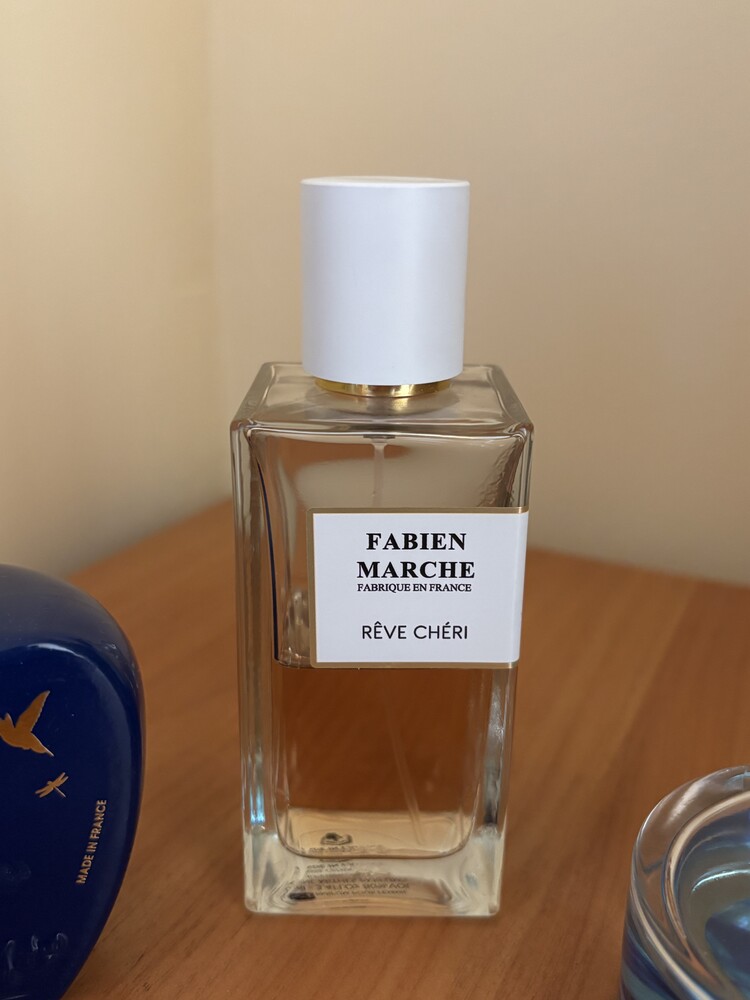 FABIEN
MARCHE
FABRIQUE EN FRANCE
RÊVE CHÉRI
MADE IN FRANCE